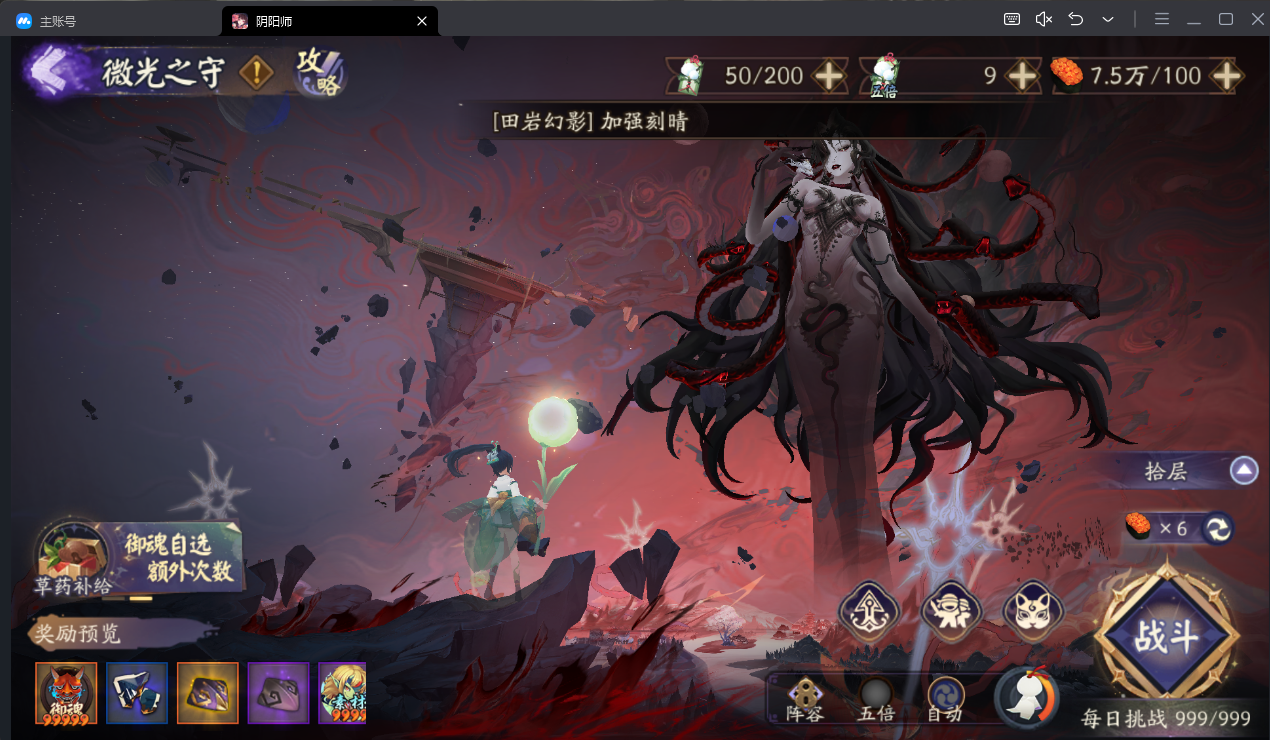 主账号
阴阳师
微光之守
攻略
50/200
9
五倍
7.5万/100
[田岩幻影] 加强刻晴
拾层
×6
御魂自选
额外次数
草药补给
奖励预览
御魂
99999
素材
9999
阵容
五倍
自动
战斗
每日挑战 999/999